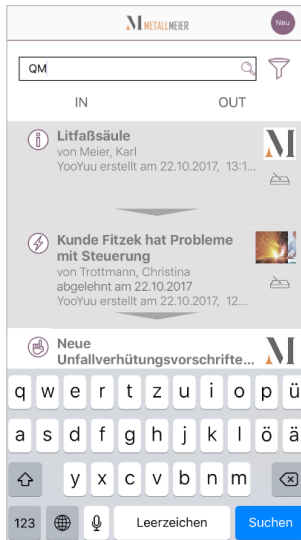 METALLMEIER
Neu
QM
IN OUT
Litfaßsäule
von Meier, Karl
YooYuu erstellt am 22.10.2017, 13:1...
Kunde Fitzek hat Probleme
mit Steuerung
von Trottmann, Christina
abgelehnt am 22.10.2017
YooYuu erstellt am 22.10.2017, 12...
Neue
Unfallverhütungsvorschrifte...
q w e r t z u i o p ü
a s d f g h j k l ö ä
y x c v b n m
123 Leerzeichen Suchen